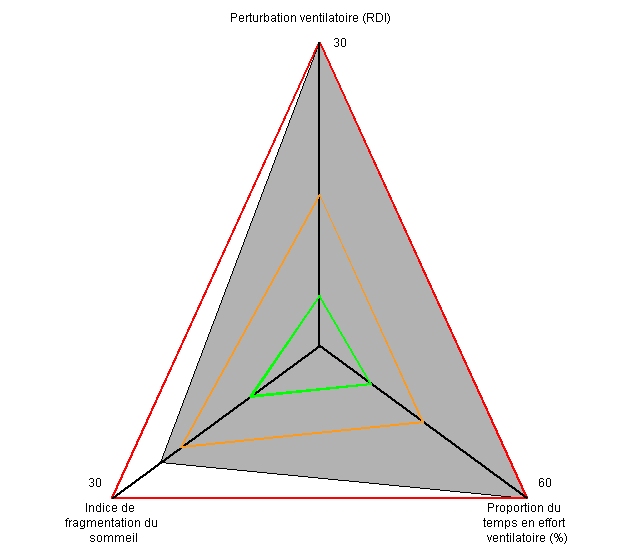 Perturbation ventilatoire (RDI)
30
30
60
Indice de
fragmentation du
sommeil
Proportion du
temps en effort
ventilatoire (%)